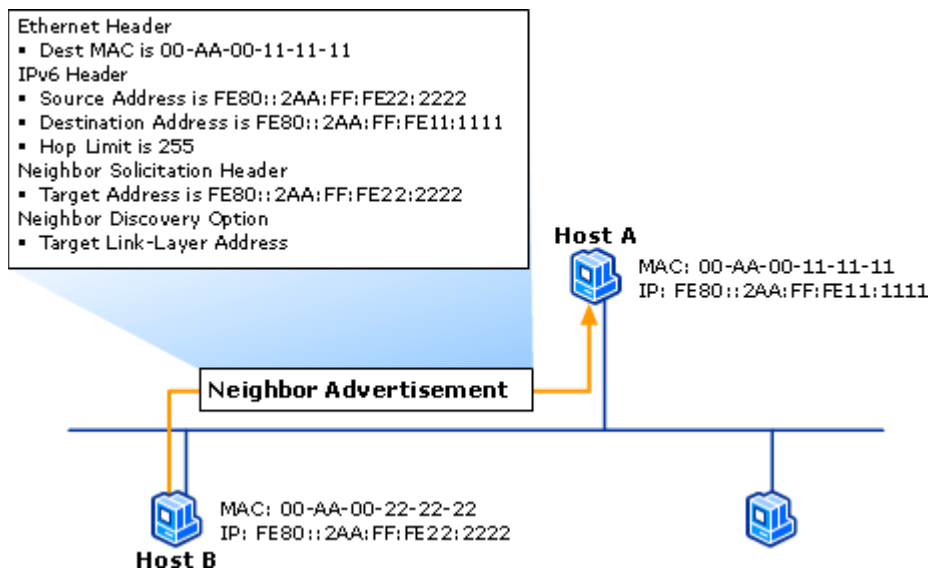 Ethernet Header
▪ Dest MAC is 00-AA-00-11-11-11
IPv6 Header
▪ Source Address is FE80::2AA:FF:FE22:2222
▪ Destination Address is FE80::2AA:FF:FE11:1111
▪ Hop Limit is 255
Neighbor Solicitation Header
▪ Target Address is FE80::2AA:FF:FE22:2222
Neighbor Discovery Option
▪ Target Link-Layer Address
Host A
MAC: 00-AA-00-11-11-11
IP: FE80::2AA:FF:FE11:1111
Neighbor Advertisement
MAC: 00-AA-00-22-22-22
IP: FE80::2AA:FF:FE22:2222
Host B